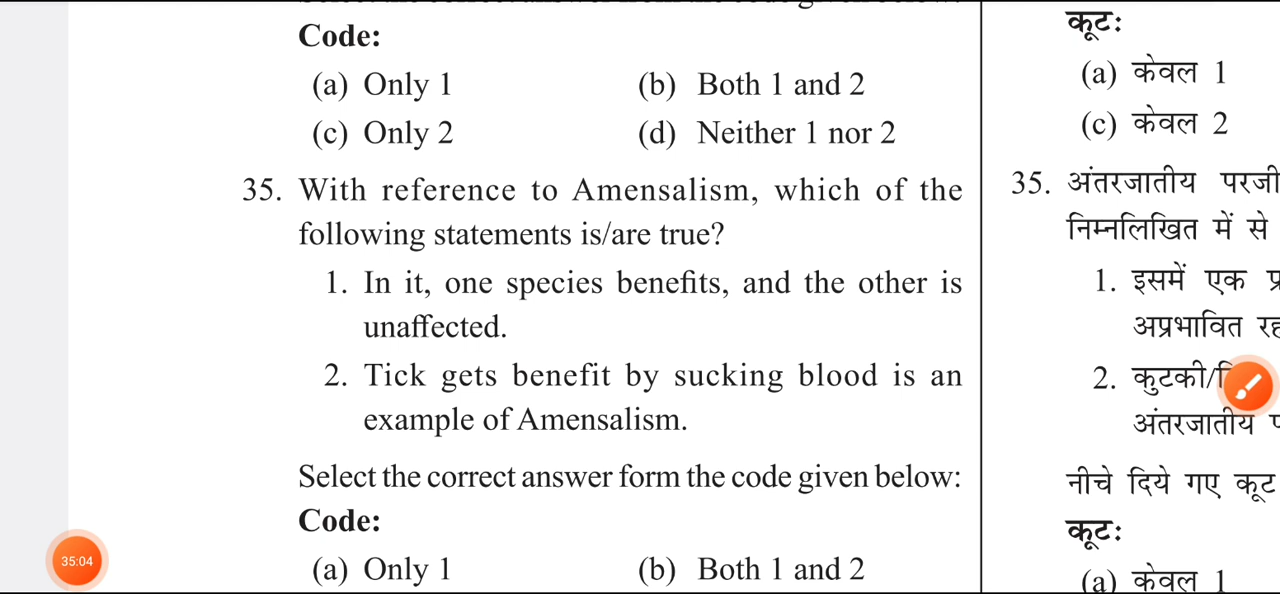 Code:
(a) Only 1 (b) Both 1 and 2
(c) Only 2 (d) Neither 1 nor 2
35. With reference to Amensalism, which of the
following statements is/are true?
1. In it, one species benefits, and the other is
unaffected.
2. Tick gets benefit by sucking blood is an
example of Amensalism.
Select the correct answer form the code given below:
Code:
(a) Only 1 (b) Both 1 and 2
कूटः
(a) केवल 1
(c) केवल 2
35. अंतरजातीय
निम्नलिखित में से
1. इसमें एक
अप्रभावित
2. कुटकी/
अंतरजातीय
नीचे दिये गए कूट
कूटः
(a) केवल 1
35:04